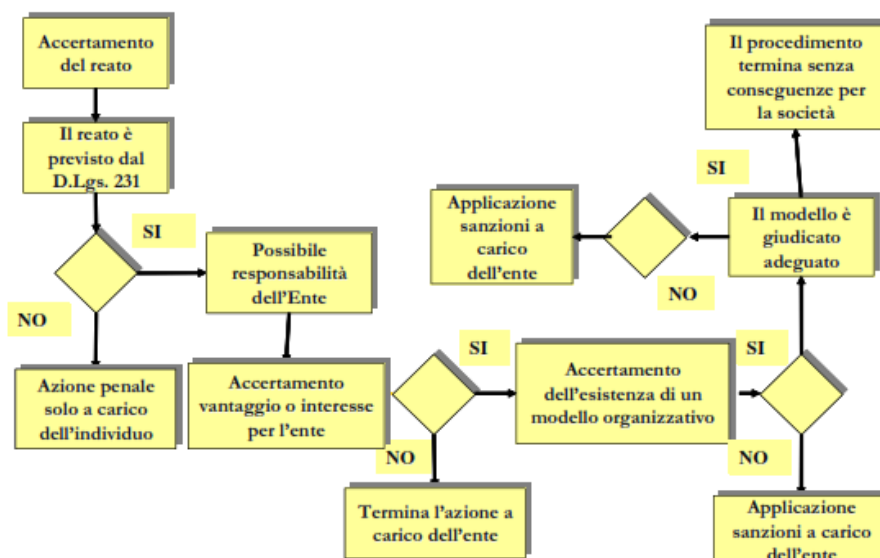 Accertamento
del reato
Il reato è
previsto dal
D.Lgs. 231
SI
NO
Possibile
responsabilità
dell'Ente
Azione penale
solo a carico
dell'individuo
Accertamento
vantaggio o interesse
per l'ente
SI
NO
Termina l'azione a
carico dell'ente
Accertamento
dell'esistenza di un
modello organizzativo
SI
NO
Applicazione
sanzioni a carico
dell'ente
Il modello è
giudicato
adeguato
SI
NO
Applicazione
sanzioni a carico
dell'ente
Il procedimento
termina senza
conseguenze per
la società